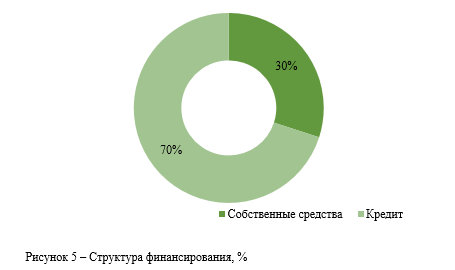 30%
70%
Собственные средства Кредит
Рисунок 5 – Структура финансирования, %